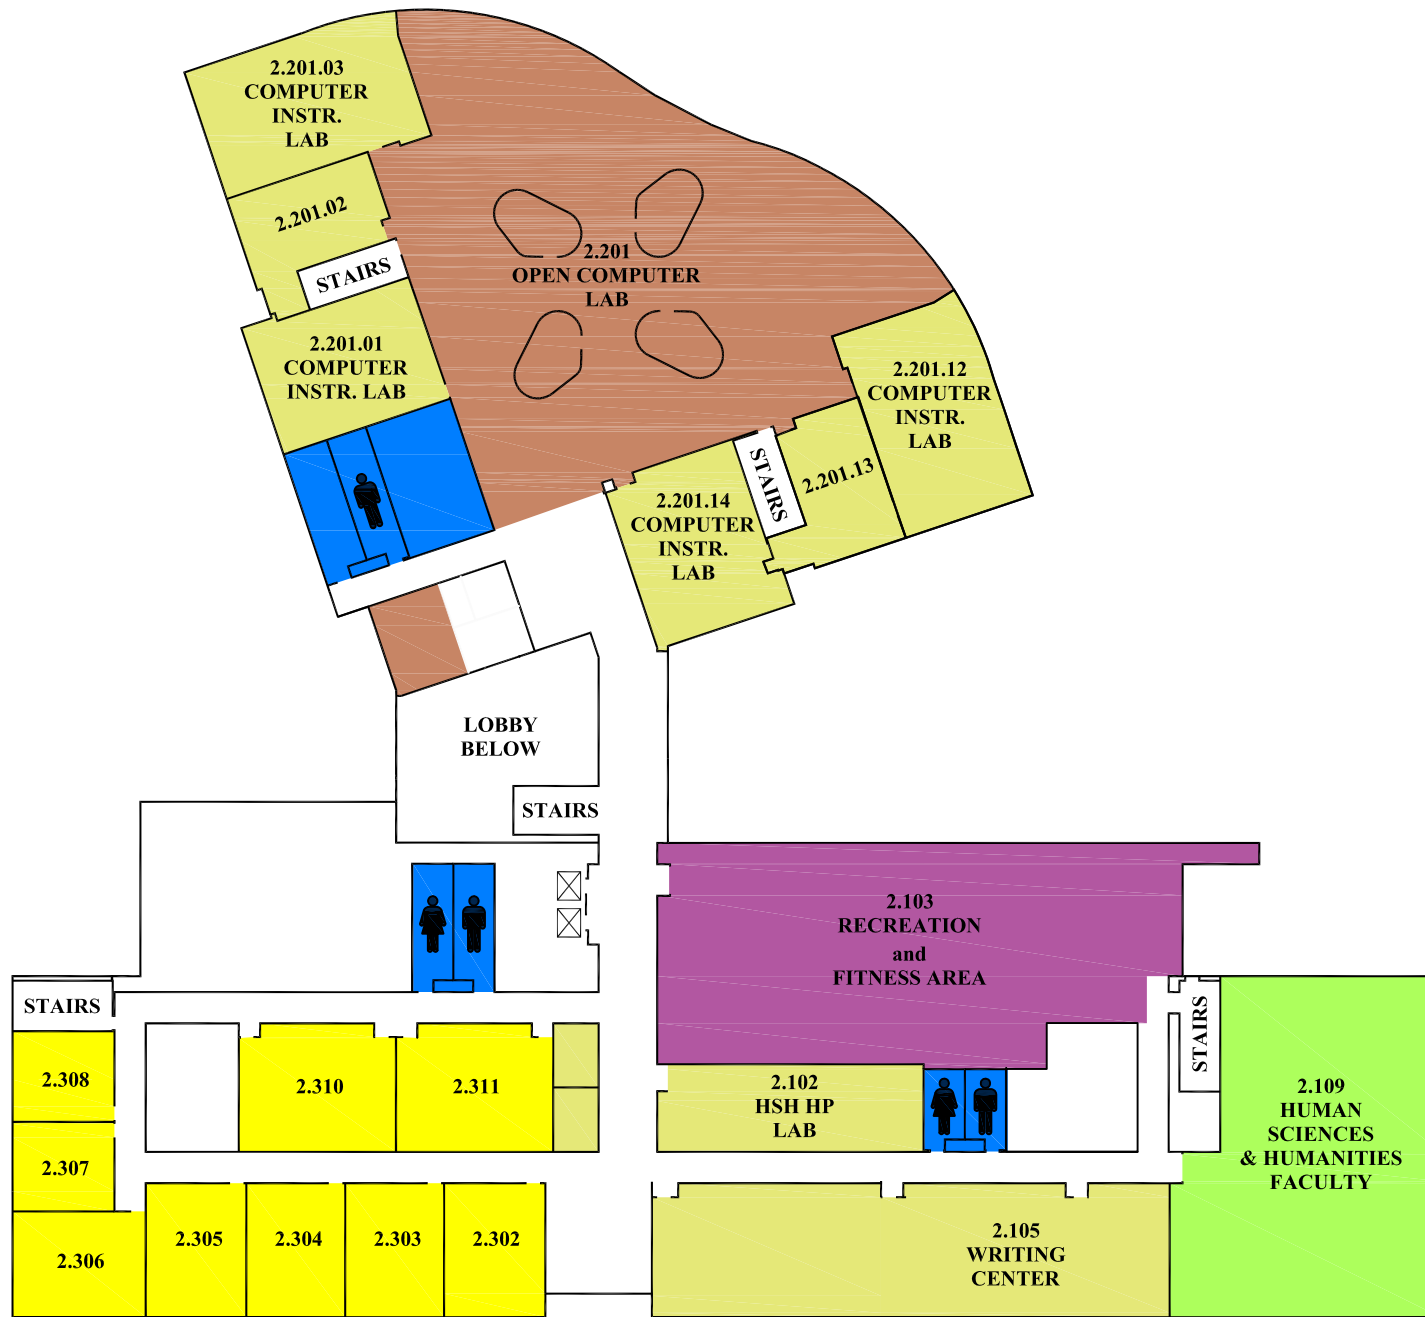 2.201.03
COMPUTER
INSTR.
LAB
2.201.02
STAIRS
2.201
OPEN COMPUTER
LAB
2.201.01
COMPUTER
INSTR. LAB
2.201.12
COMPUTER
INSTR.
LAB
2.201.13
STAIRS
2.201.14
COMPUTER
INSTR.
LAB
LOBBY
BELOW
STAIRS
2.103
RECREATION
and
FITNESS AREA
STAIRS
STAIRS
2.308
2.310
2.311
2.102
HSH HP
LAB
2.109
HUMAN
SCIENCES
& HUMANITIES
FACULTY
2.307
2.306
2.305
2.304
2.303
2.302
2.105
WRITING
CENTER